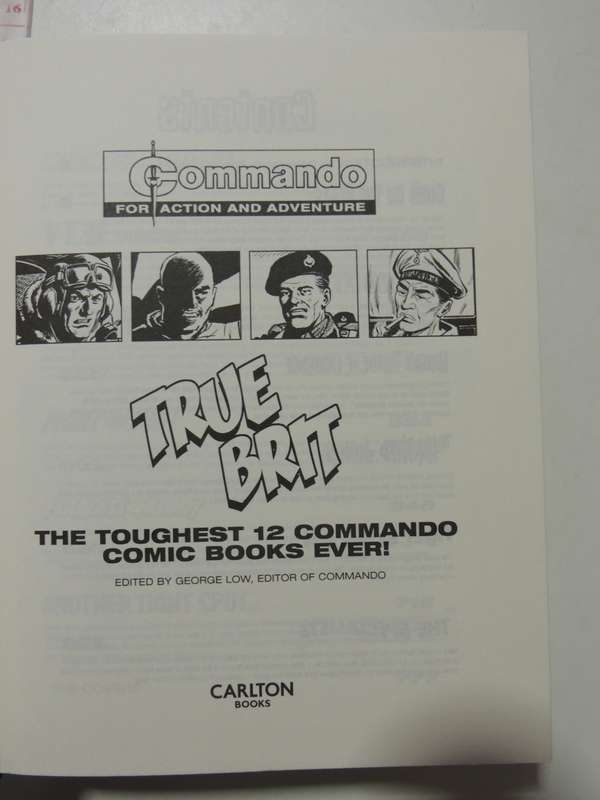 16
Commando
FOR ACTION AND ADVENTURE
TRUE
BRIT
THE TOUGHEST 12 COMMANDO
COMIC BOOKS EVER!
EDITED BY GEORGE LOW, EDITOR OF COMMANDO
CARLTON
BOOKS